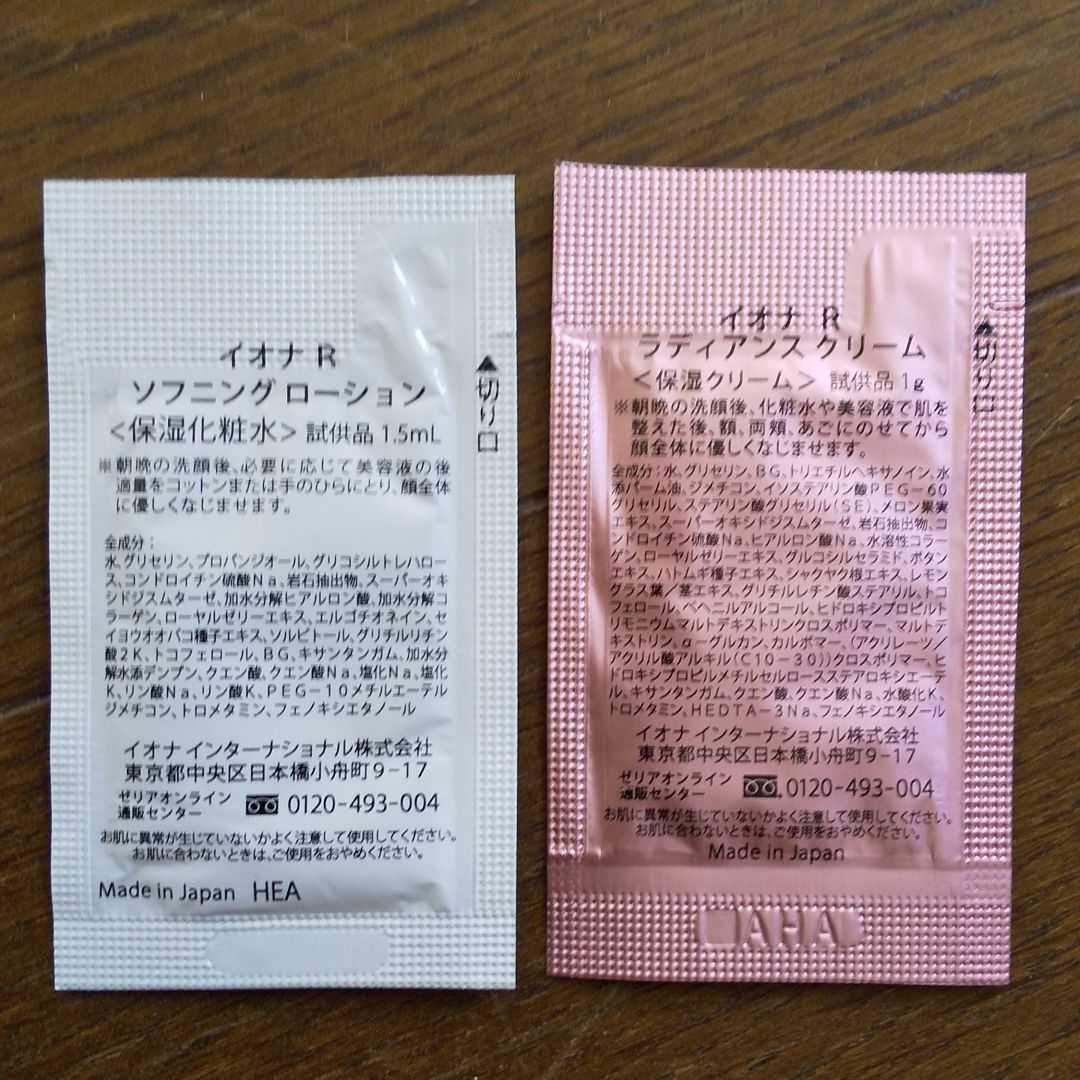 イオナ R
ソフニング ローション
＜保湿化粧水＞ 試供品 1.5mL
▲切り口
※朝晩の洗顔後、必要に応じて美容液の後
適量をコットンまたは手のひらにとり、顔全体
に優しくなじませます。
全成分：
水、グリセリン、プロパンジオール、グリコシルトレハロー
ス、コンドロイチン硫酸Ｎａ、岩石抽出物、スーパーオキ
シドジスムターゼ、加水分解ヒアルロン酸、加水分解コ
ラーゲン、ローヤルゼリーエキス、エルゴチオネイン、セ
イヨウオオバコ種子エキス、ソルビトール、グリチルリチン
酸２Ｋ、トコフェロール、ＢＧ、キサンタンガム、加水分
解水添デンプン、クエン酸、クエン酸Ｎａ、塩化Ｎａ、塩化
Ｋ、リン酸Ｎａ、リン酸Ｋ、ＰＥＧ－１０メチルエーテル
ジメチコン、トロメタミン、フェノキシエタノール
イオナ インターナショナル株式会社
東京都中央区日本橋小舟町９−１７
ゼリアオンライン
通販センター 0120-493-004
お肌に異常が生じていないかよく注意して使用してください。
お肌に合わないときは、ご使用をおやめください。
Made in Japan HEA
イオナ R
ラディアンス クリーム
＜保湿クリーム＞ 試供品 1g
▲切り口
※朝晩の洗顔後、化粧水や美容液で肌を
整えた後、額、両頬、あごにのせてから
顔全体に優しくなじませます。
全成分：水、グリセリン、ＢＧ、トリエチルヘキサノイン、水
添パーム油、ジメチコン、イソステアリン酸ＰＥＧ－６０
グリセリル、ステアリン酸グリセリル（ＳＥ）、メロン果実
エキス、スーパーオキシドジスムターゼ、岩石抽出物、コ
ンドロイチン硫酸Ｎａ、ヒアルロン酸Ｎａ、水溶性コラー
ゲン、ローヤルゼリーエキス、グルコシルセラミド、ボタン
エキス、ハトムギ種子エキス、シャクヤク根エキス、レモン
グラス葉／茎エキス、グリチルレチン酸ステアリル、トコ
フェロール、ベヘニルアルコール、ヒドロキシプロピルト
リモニウムマルトデキストリンクロスポリマー、マルトデ
キストリン、α－グルカン、カルボマー、（アクリレーツ／
アクリル酸アルキル（Ｃ１０－３０））クロスポリマー、ヒ
ドロキシプロピルメチルセルロースステアロキシエーテ
ル、キサンタンガム、クエン酸、クエン酸Ｎａ、水酸化Ｋ、
トロメタミン、ＨＥＤＴＡ－３Ｎａ、フェノキシエタノール
イオナ インターナショナル株式会社
東京都中央区日本橋小舟町９−１７
ゼリアオンライン
通販センター 0120-493-004
お肌に異常が生じていないかよく注意して使用してください。
お肌に合わないときは、ご使用をおやめください。
Made in Japan
AHA